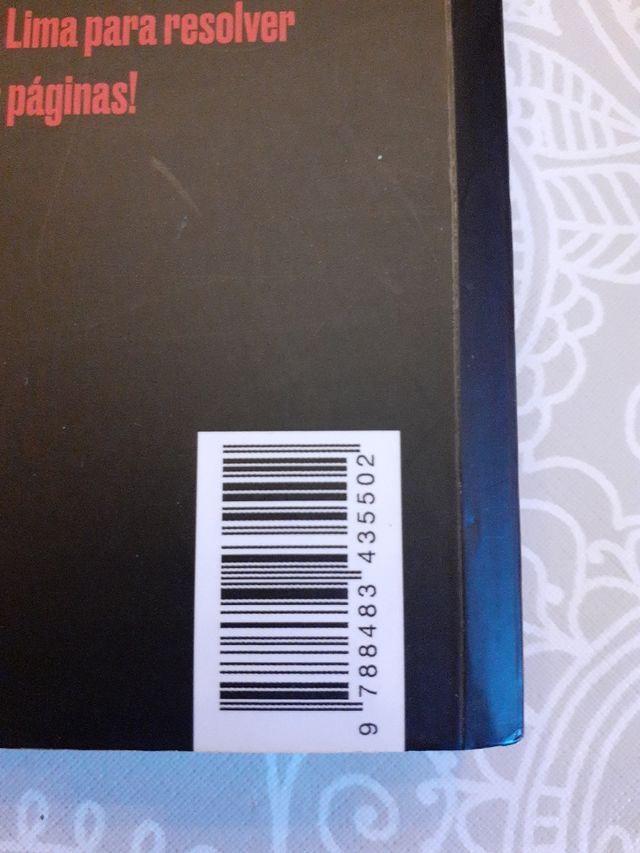 Lima para resolver
páginas!
9 788483 435502